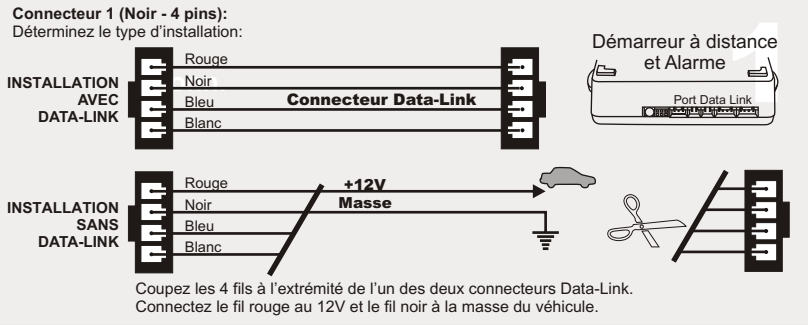 Connecteur 1 (Noir - 4 pins):
Déterminez le type d'installation:
INSTALLATION
AVEC
DATA-LINK
Rouge
Noir
Bleu
Blanc
Connecteur Data-Link
Démarreur à distance
et Alarme
1
Port Data Link
INSTALLATION
SANS
DATA-LINK
Rouge
Noir
Bleu
Blanc
+12V
Masse
Coupez les 4 fils à l'extrémité de l'un des deux connecteurs Data-Link.
Connectez le fil rouge au 12V et le fil noir à la masse du véhicule.